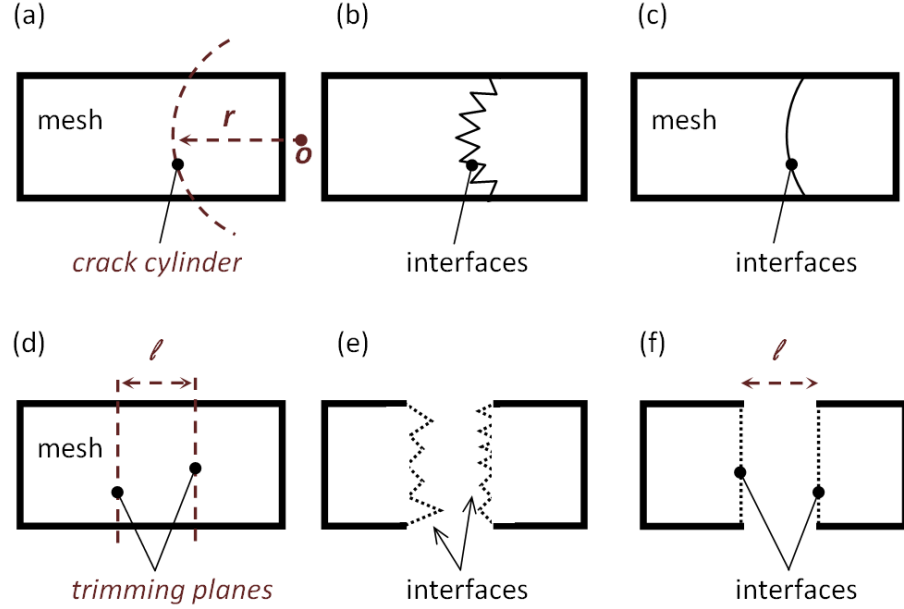 (a)
(b)
(c)
mesh
r
o
mesh
crack cylinder
interfaces
interfaces
(d)
(e)
(f)
ℓ
ℓ
mesh
trimming planes
interfaces
interfaces